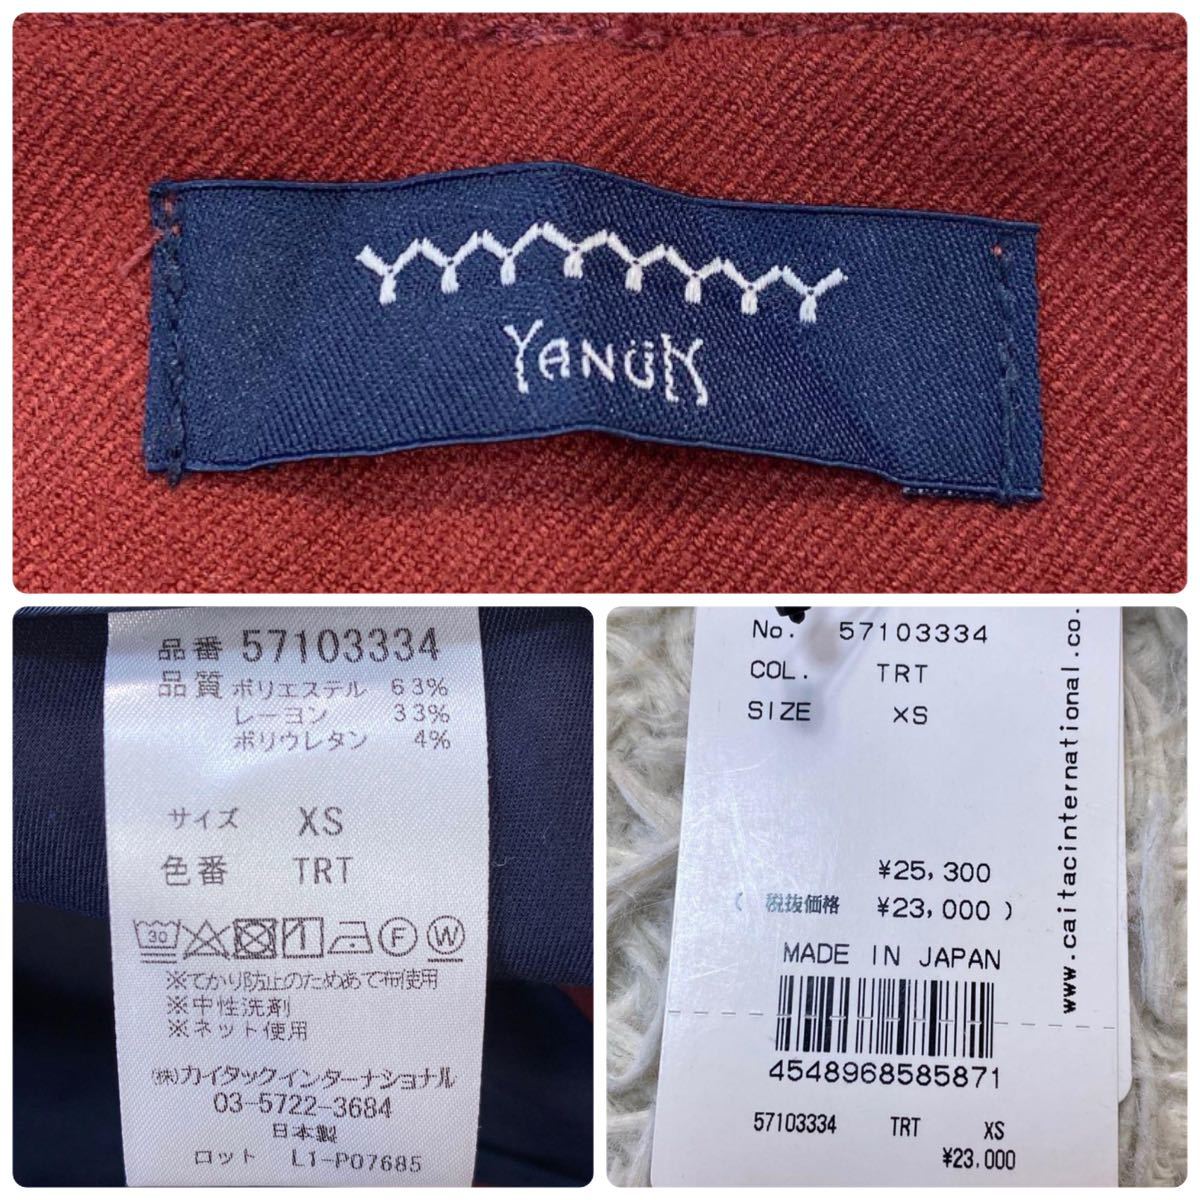 YANÜK
品番 57103334
品質 ポリエステル 63%
レーヨン 33%
ポリウレタン 4%
サイズ XS
色番 TRT
30 F W
※てかり防止のためあて布使用
※中性洗剤
※ネット使用
㈱カイタックインターナショナル
03-5722-3684
日本製
ロット L1-P07685
No. 57103334
COL. TRT
SIZE XS
¥25,300
( 税抜価格 ¥23,000 )
MADE IN JAPAN
4548968585871
57103334 TRT XS
¥23,000
www.caitacinternational.co.